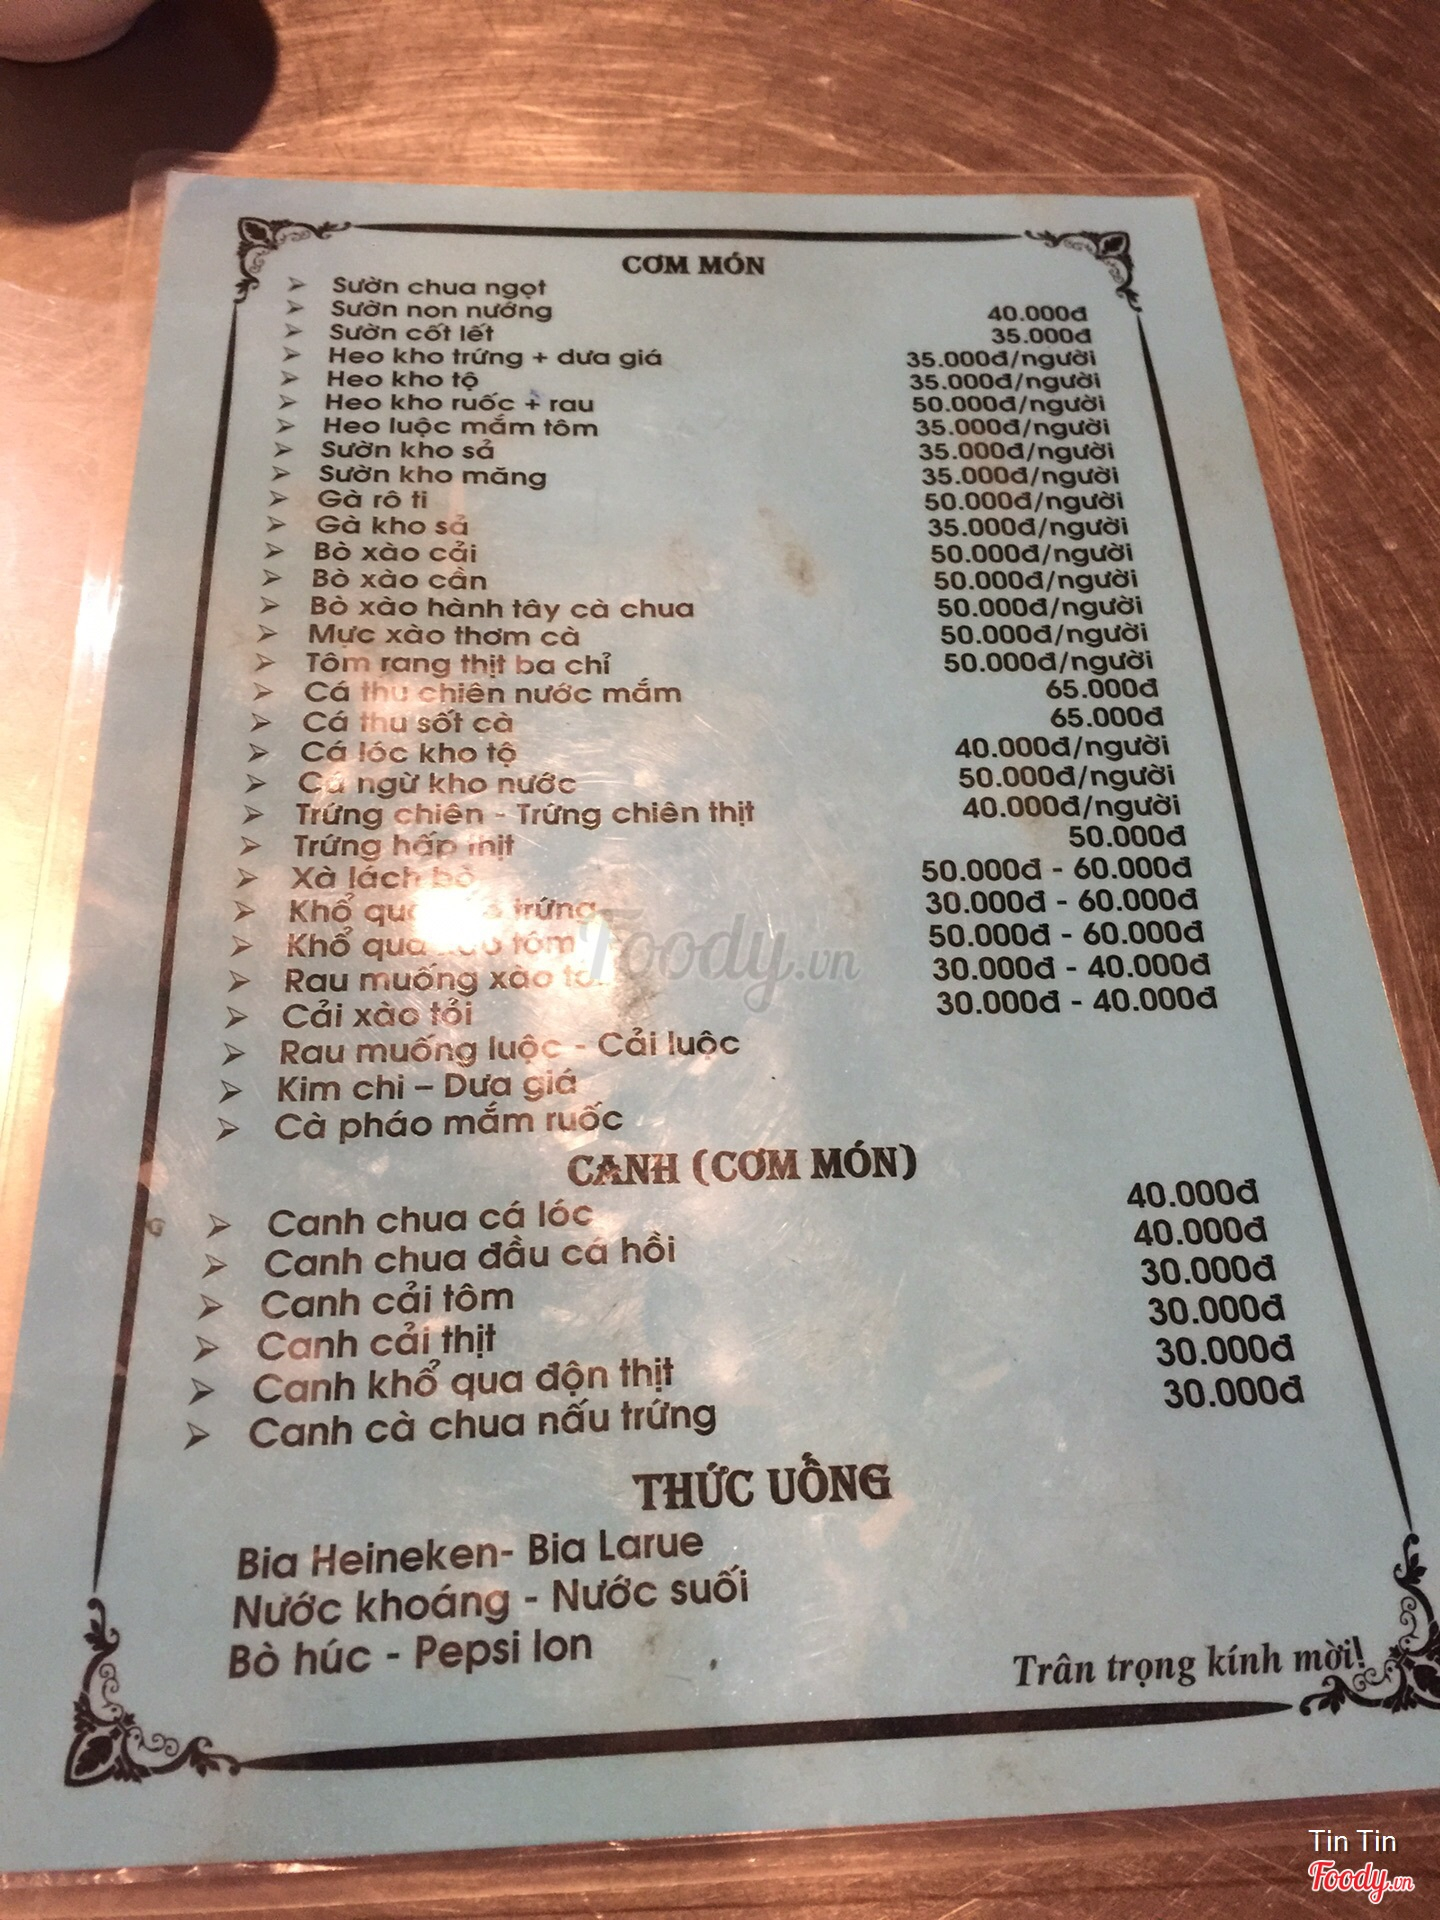 CƠM MÓN
➢ Sườn chua ngọt
➢ Sườn non nướng 40.000đ
➢ Sườn cốt lết 35.000đ
➢ Heo kho trứng + dưa giá 35.000đ/người
➢ Heo kho tộ 35.000đ/người
➢ Heo kho ruốc + rau 50.000đ/người
➢ Heo luộc mắm tôm 35.000đ/người
➢ Sườn kho sả 35.000đ/người
➢ Sườn kho măng 35.000đ/người
➢ Gà rô ti 50.000đ/người
➢ Gà kho sả 35.000đ/người
➢ Bò xào cải 50.000đ/người
➢ Bò xào cần 50.000đ/người
➢ Bò xào hành tây cà chua 50.000đ/người
➢ Mực xào thơm cà 50.000đ/người
➢ Tôm rang thịt ba chỉ 50.000đ/người
➢ Cá thu chiên nước mắm 65.000đ
➢ Cá thu sốt cà 65.000đ
➢ Cá lóc kho tộ 40.000đ/người
➢ Cá ngừ kho nước 50.000đ/người
➢ Trứng chiên - Trứng chiên thịt 40.000đ/người
➢ Trứng hấp thịt 50.000đ
➢ Xà lách bò 50.000đ - 60.000đ
➢ Khổ qua trứng 30.000đ - 60.000đ
➢ Khổ qua tôm 50.000đ - 60.000đ
➢ Rau muống xào 30.000đ - 40.000đ
➢ Cải xào tỏi 30.000đ - 40.000đ
➢ Rau muống luộc - Cải luộc
➢ Kim chi – Dưa giá
➢ Cà pháo mắm ruốc
CANH (CƠM MÓN)
➢ Canh chua cá lóc 40.000đ
➢ Canh chua đầu cá hồi 40.000đ
➢ Canh cải tôm 30.000đ
➢ Canh cải thịt 30.000đ
➢ Canh khổ qua độn thịt 30.000đ
➢ Canh cà chua nấu trứng 30.000đ
THỨC UỐNG
Bia Heineken- Bia Larue
Nước khoáng - Nước suối
Bò húc - Pepsi lon
Trân trọng kính mời!
Foody.vn
Tin Tin
Foody.vn